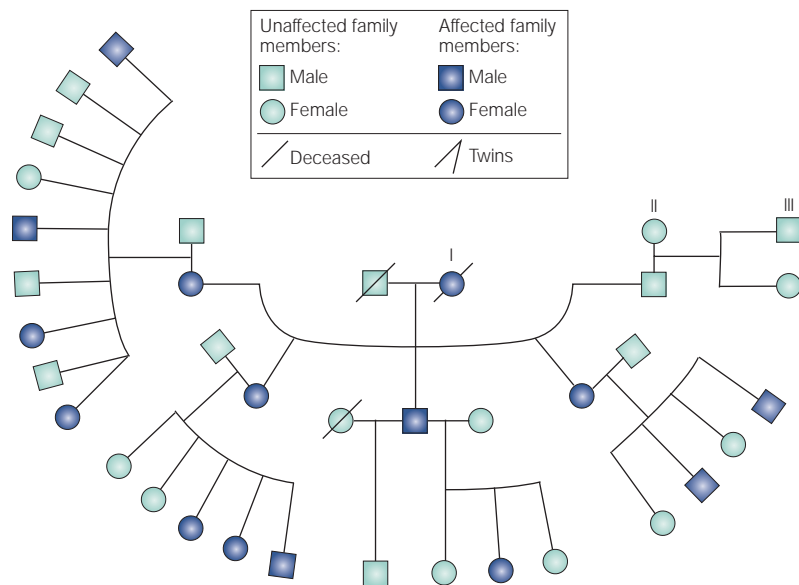 Unaffected family
members:
Male
Female
Affected family
members:
Male
Female
Deceased
Twins
I
II
III